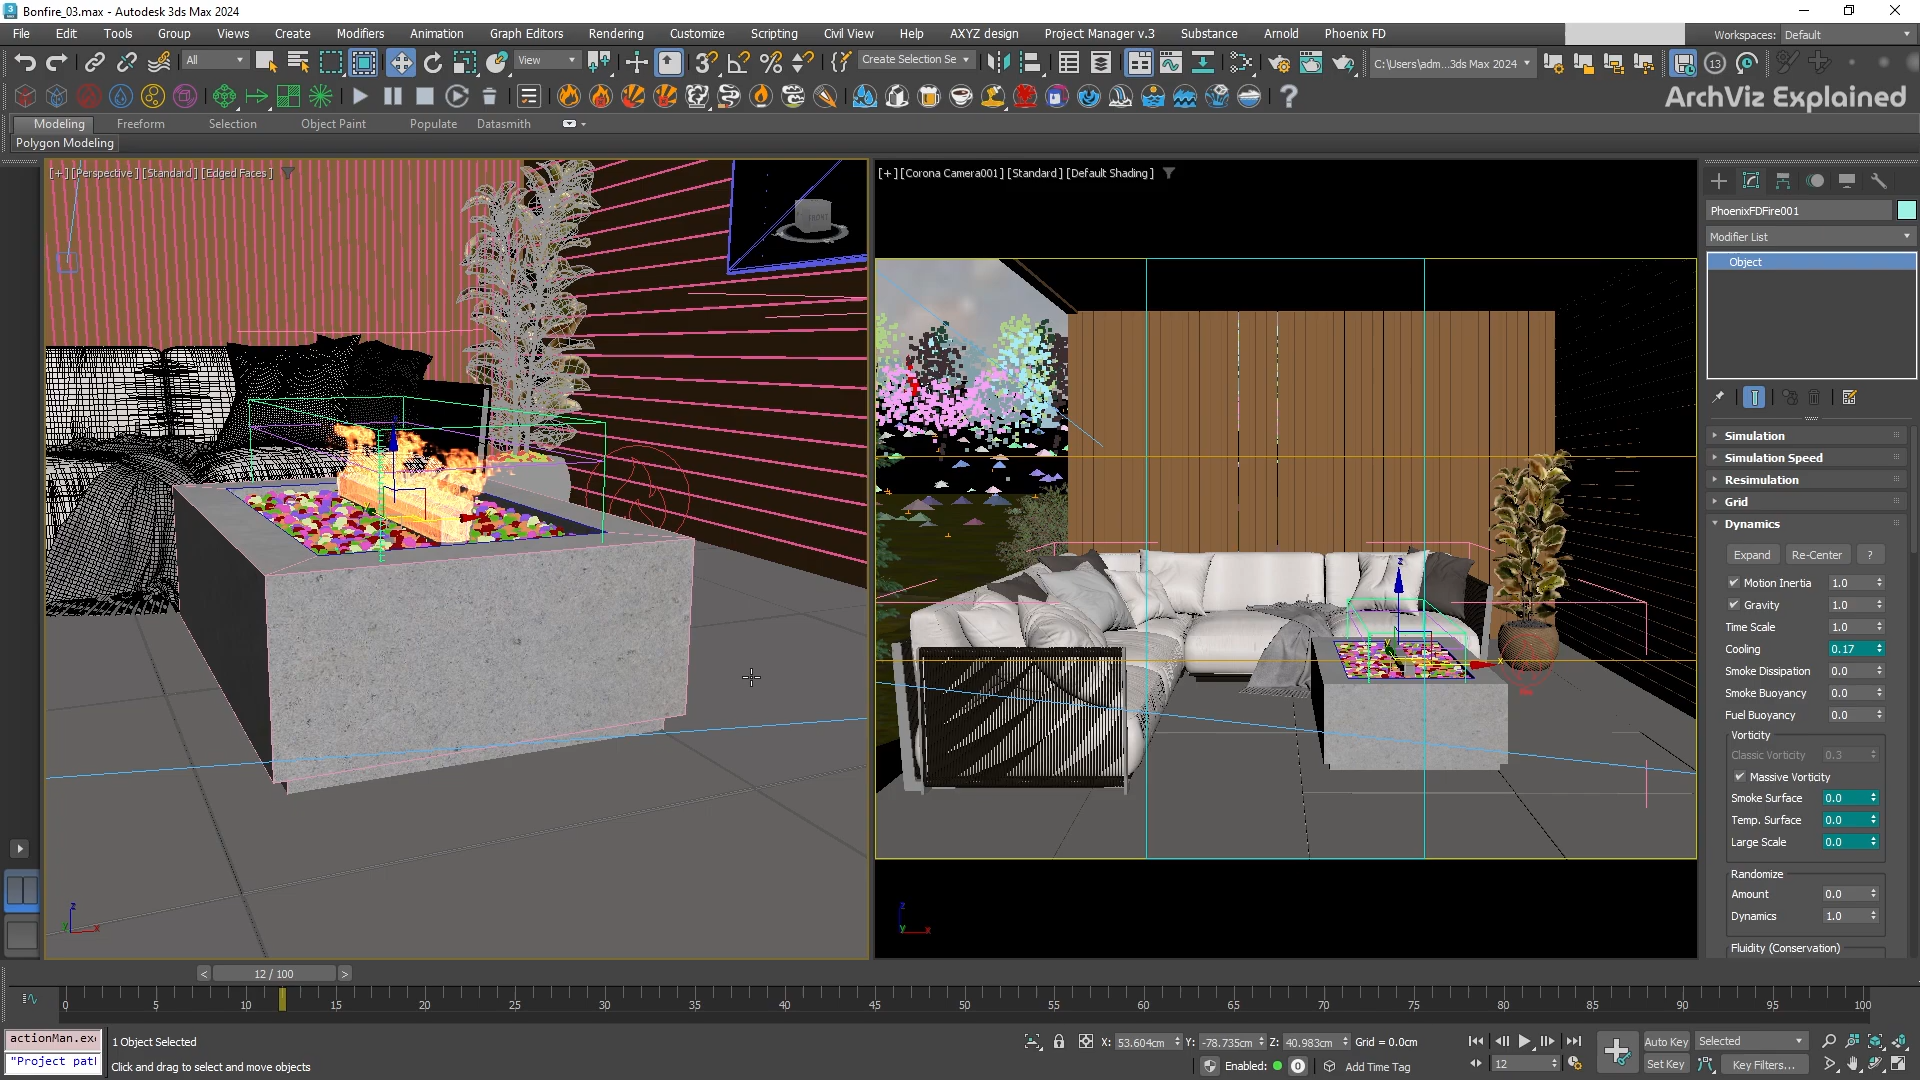 Bonfire_03.max - Autodesk 3ds Max 2024
File Edit Tools Group Views Create Modifiers Animation Graph Editors Rendering Customize Scripting Civil View Help AXYZ design Project Manager v.3 Substance Arnold Phoenix FD
Workspaces: Default
All View Create Selection Se C:\Users\adm...3ds Max 2024
13
ArchViz Explained
Modeling Freeform Selection Object Paint Populate Datasmith
Polygon Modeling
[+] [Perspective ] [Standard ] [Edged Faces ]
[+] [Corona Camera001 ] [Standard ] [Default Shading ]
FRONT
PhoenixFDFire001
Modifier List
Object
Simulation
Simulation Speed
Resimulation
Grid
Dynamics
Expand Re-Center ?
Motion Inertia 1.0
Gravity 1.0
Time Scale 1.0
Cooling 0.17
Smoke Dissipation 0.0
Smoke Buoyancy 0.0
Fuel Buoyancy 0.0
Vorticity
Classic Vorticity 0.3
Massive Vorticity
Smoke Surface 0.0
Temp. Surface 0.0
Large Scale 0.0
Randomize
Amount 0.0
Dynamics 1.0
Fluidity (Conservation)
z
y x
z
y x
z
x
< 12 / 100 >
0 5 10 15 20 25 30 35 40 45 50 55 60 65 70 75 80 85 90 95 100
actionMan.exe
1 Object Selected
X: 53.604cm Y: -78.735cm Z: 40.983cm Grid = 0.0cm
Auto Key Selected
"Project pat
Click and drag to select and move objects
Enabled: 0 Add Time Tag
12
Set Key Key Filters...